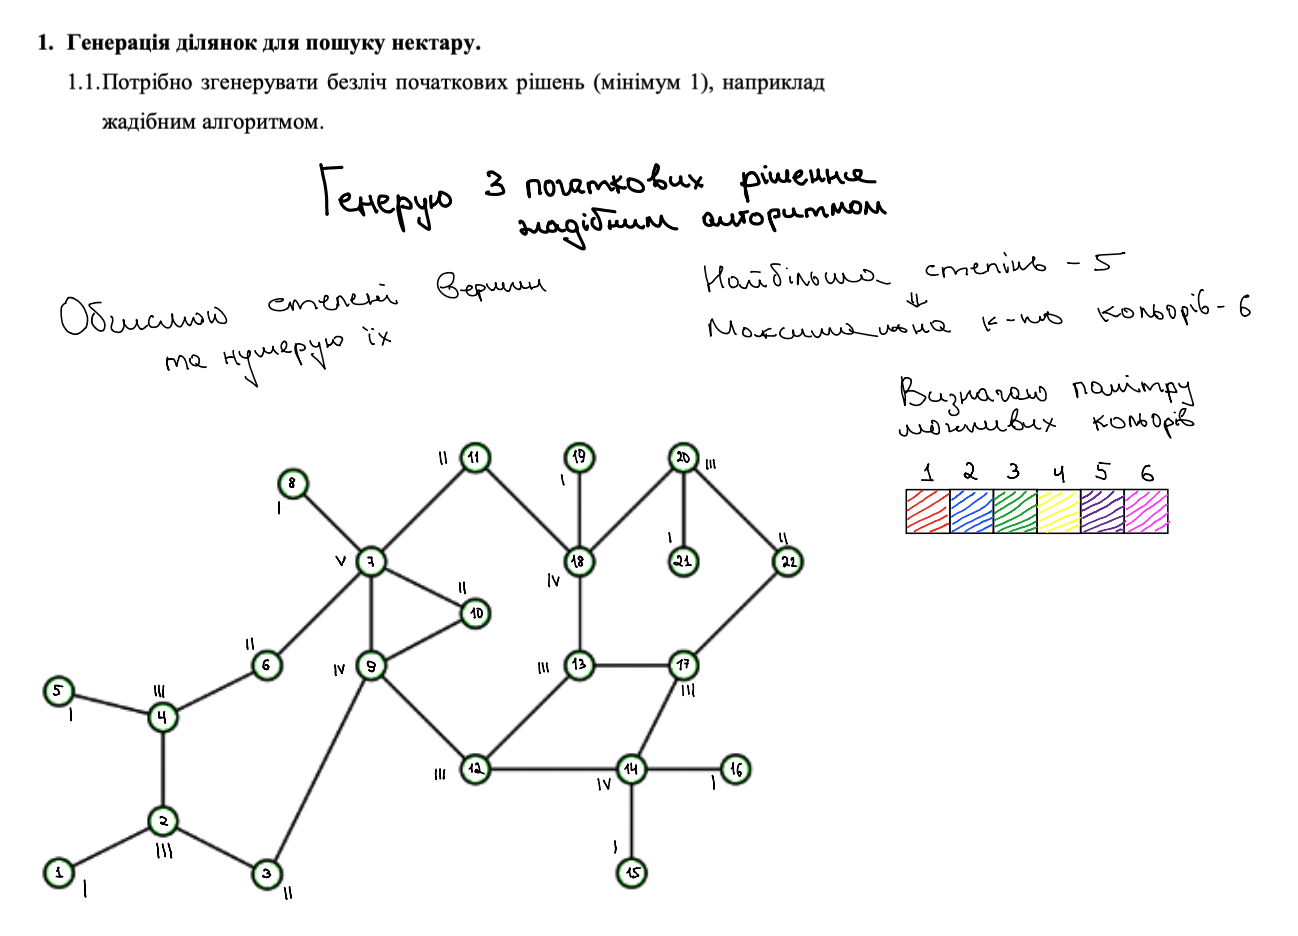 1. Генерація ділянок для пошуку нектару.
1.1.Потрібно згенерувати безліч початкових рішень (мінімум 1), наприклад
жадібним алгоритмом.
Генерую 3 початкових рішення
жадібним алгоритмом
Обчислюю степені вершин
та нумерую їх
Найбільша степінь - 5
⇓
Максимальна к-ть кольорів - 6
Визначаю палітру
можливих кольорів
1 2 3 4 5 6
II 11
19
I
20 III
8
I
V 7
IV 18
I
21
II
22
II
10
II
6
IV 9
III 13
17
III
5
I
III
4
III 12
14
IV
16
I
2
III
1
I
3
II
I
15